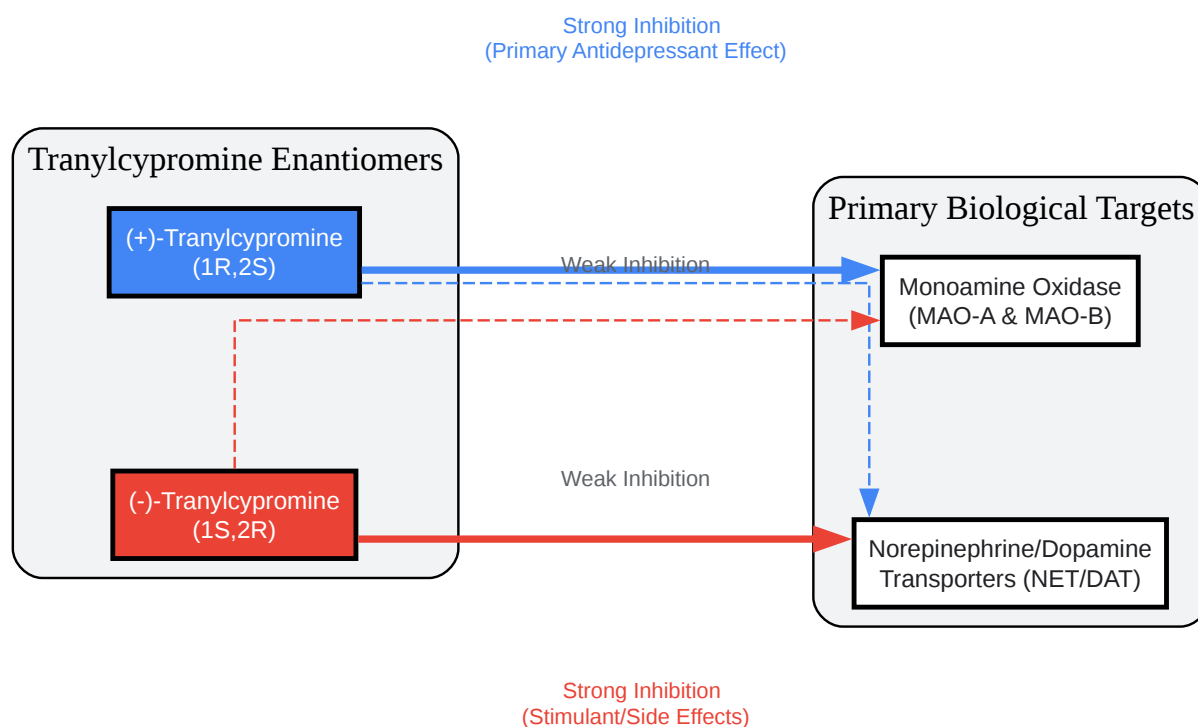 Strong Inhibition
(Primary Antidepressant Effect)
Tranylcypromine Enantiomers
(+)-Tranylcypromine
(1R,2S)
Weak Inhibition
Primary Biological Targets
Monoamine Oxidase
(MAO-A & MAO-B)
(-)-Tranylcypromine
(1S,2R)
Weak Inhibition
Norepinephrine/Dopamine
Transporters (NET/DAT)
Strong Inhibition
(Stimulant/Side Effects)